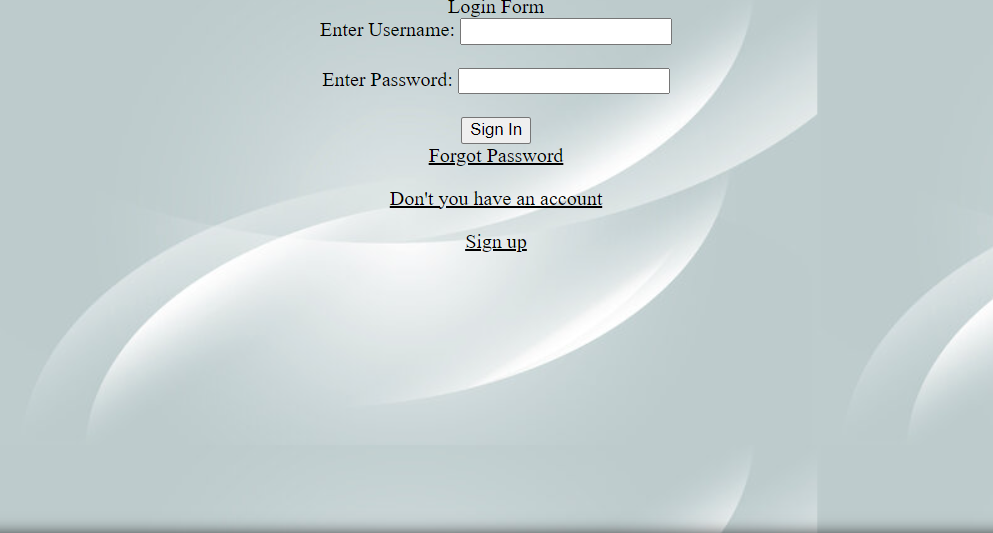 Login Form
Enter Username:
Enter Password:
Sign In
Forgot Password
Don't you have an account
Sign up